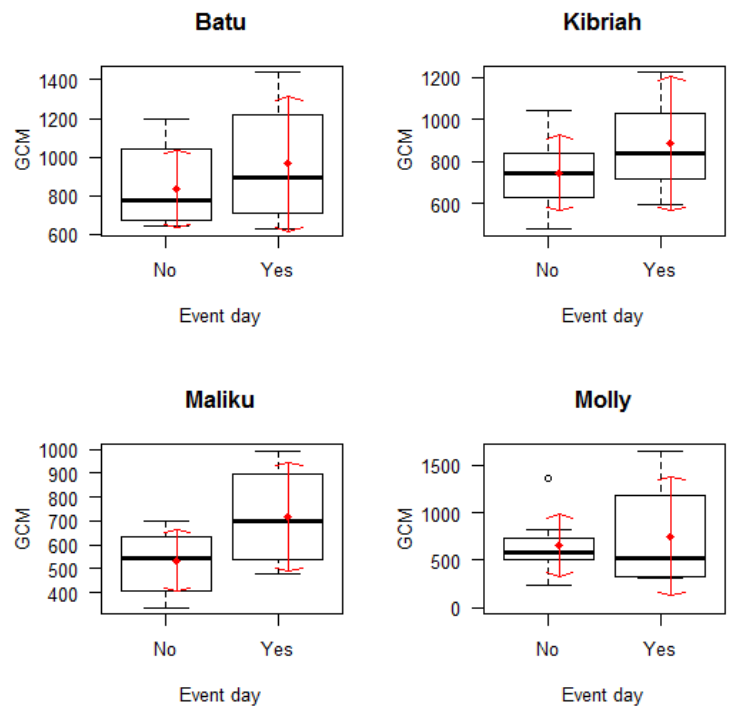 Batu
1400
1200
1000
800
600
GCM
No Yes
Event day
Kibriah
1200
1000
800
600
GCM
No Yes
Event day
Maliku
1000
900
800
700
600
500
400
GCM
No Yes
Event day
Molly
1500
1000
500
0
GCM
No Yes
Event day